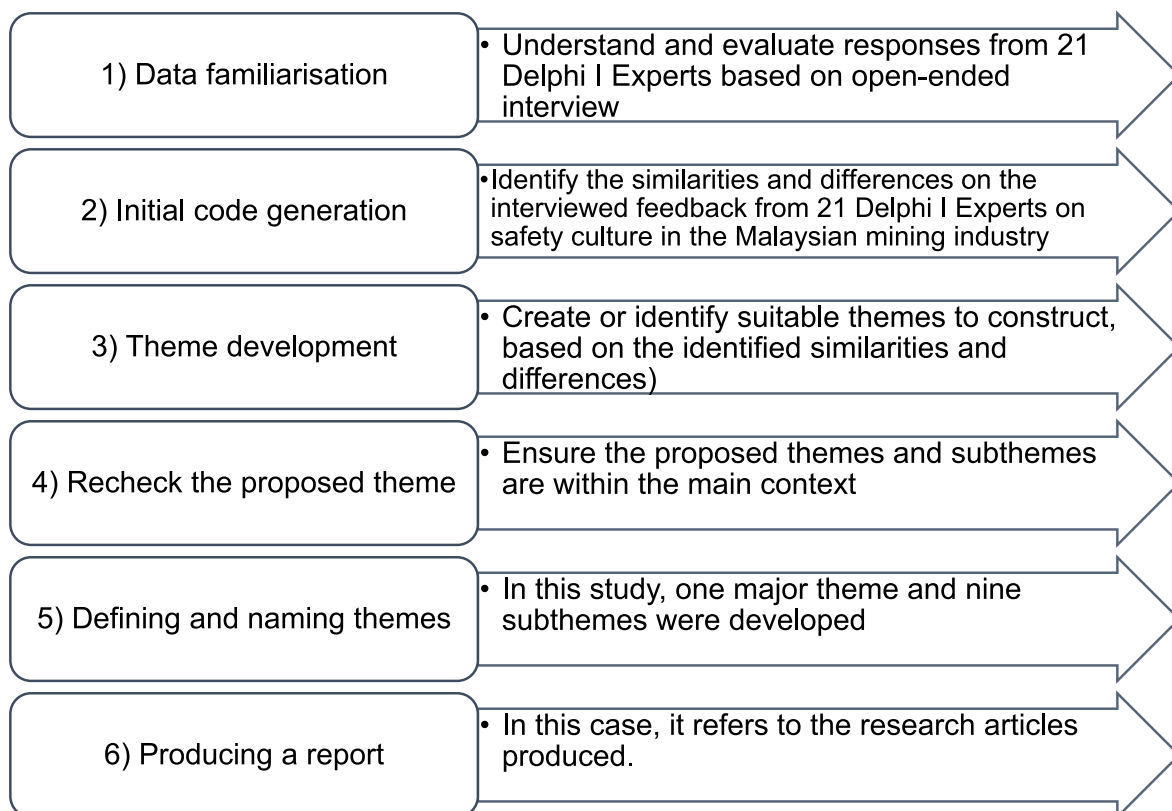 1) Data familiarisation
• Understand and evaluate responses from 21
Delphi I Experts based on open-ended
interview
2) Initial code generation
•Identify the similarities and differences on the
interviewed feedback from 21 Delphi I Experts on
safety culture in the Malaysian mining industry
3) Theme development
• Create or identify suitable themes to construct,
based on the identified similarities and
differences)
4) Recheck the proposed theme
• Ensure the proposed themes and subthemes
are within the main context
5) Defining and naming themes
• In this study, one major theme and nine
subthemes were developed
6) Producing a report
• In this case, it refers to the research articles
produced.